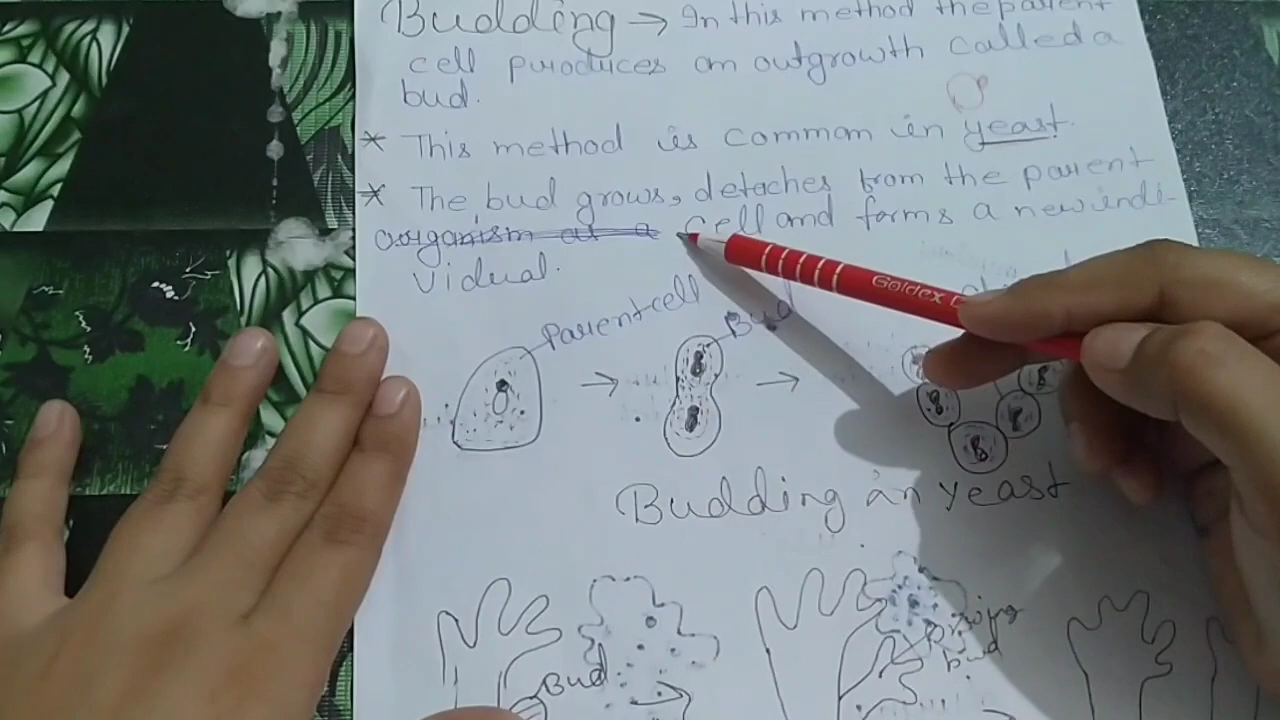 Budding → In this method the parent
cell produces an outgrowth called a
bud.
* This method is common in yeast.
* The bud grows, detaches from the parent
organism as a cell and forms a new indi-
vidual.
Parent cell
Bud
Budding in yeast
Bud
bud
Goldex